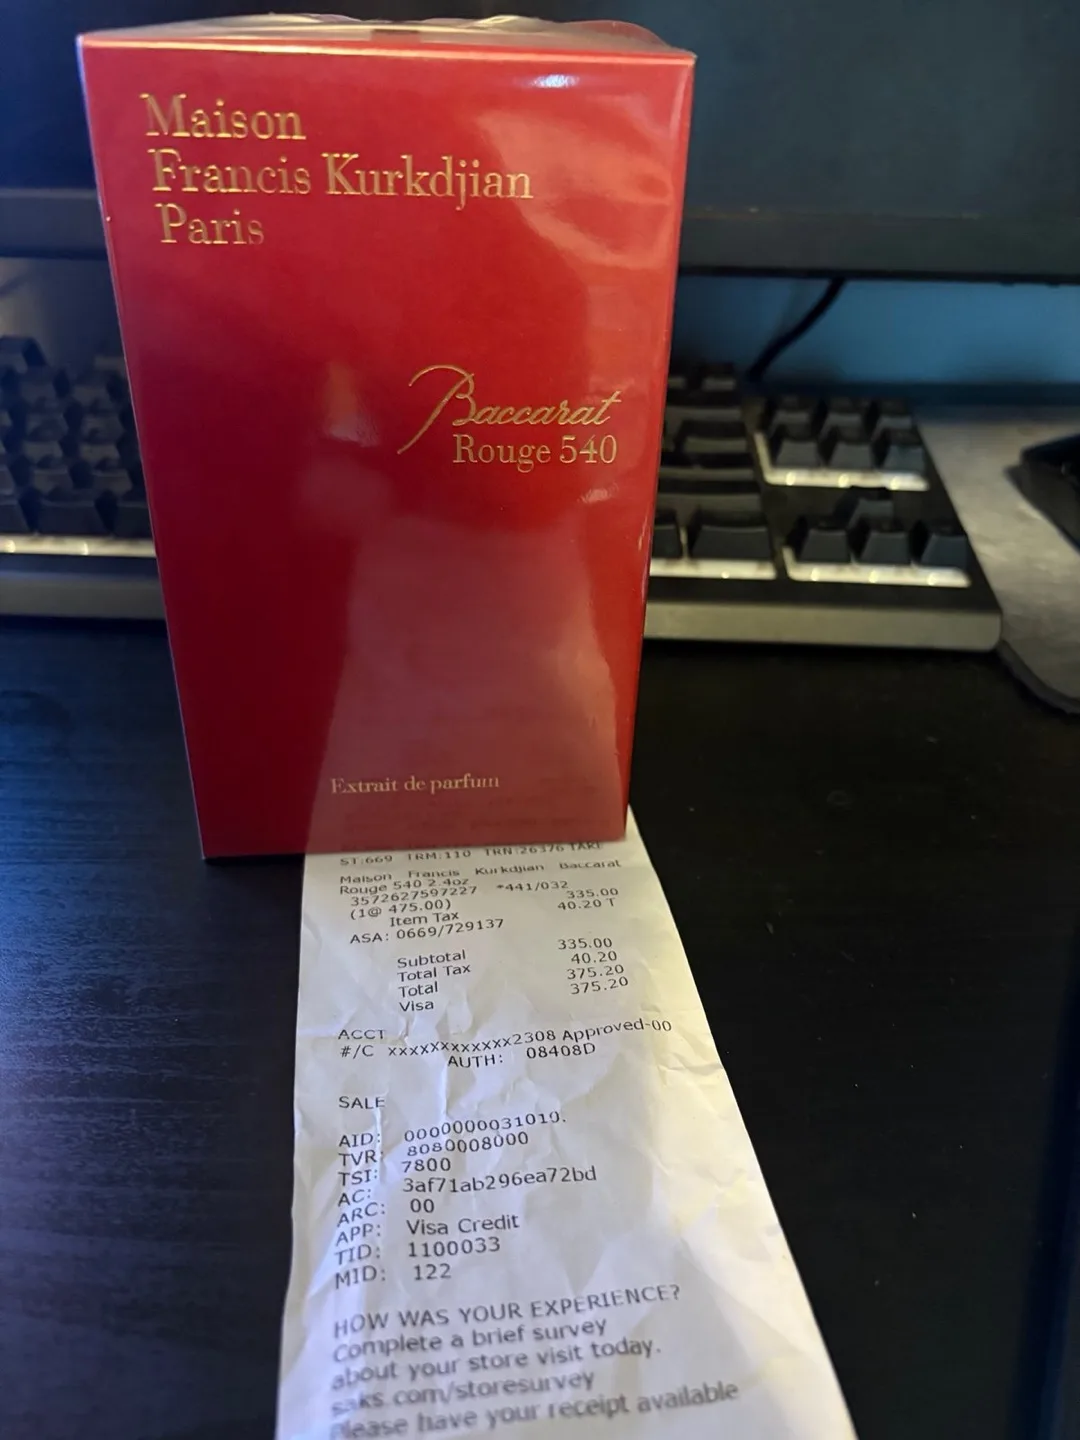 Maison
Francis Kurkdjian
Paris
Baccarat
Rouge 540
Extrait de parfum
ST:669 TRM:110 TRN:26376 TAKE
Maison Francis Kurkdjian Baccarat
Rouge 540 2.4oz
3572627597227 *441/032
(1@ 475.00) 335.00
Item Tax 40.20 T
ASA: 0669/729137
Subtotal 335.00
Total Tax 40.20
Total 375.20
Visa 375.20
ACCT
#/C xxxxxxxxxxxx2308 Approved-00
AUTH: 08408D
SALE
AID: 0000000031010.
TVR: 8080008000
TSI: 7800
AC: 3af71ab296ea72bd
ARC: 00
APP: Visa Credit
TID: 1100033
MID: 122
HOW WAS YOUR EXPERIENCE?
Complete a brief survey
about your store visit today.
saks.com/storesurvey
please have your receipt available